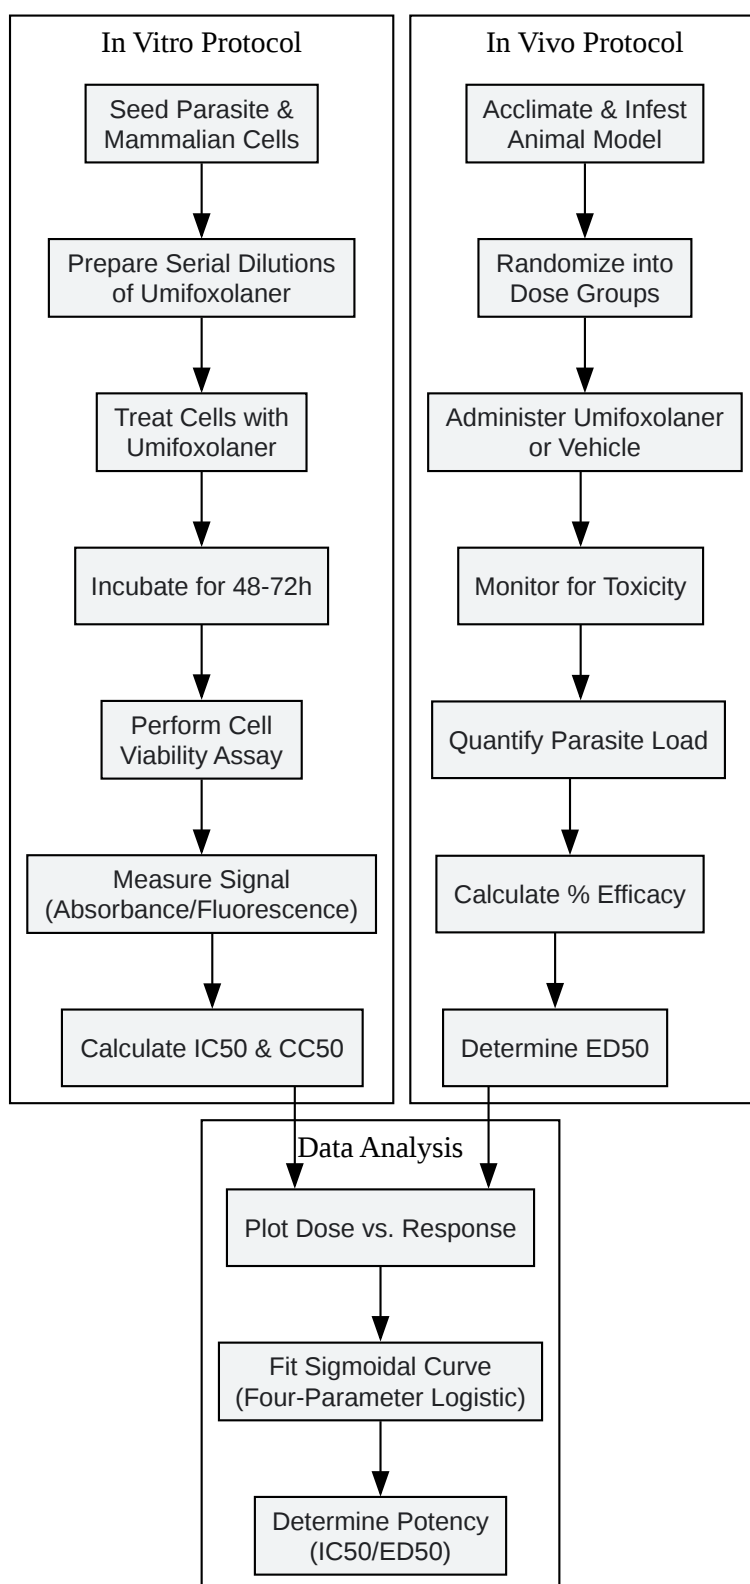 In Vitro Protocol
Seed Parasite &
Mammalian Cells
Prepare Serial Dilutions
of Umifoxolaner
Treat Cells with
Umifoxolaner
Incubate for 48-72h
Perform Cell
Viability Assay
Measure Signal
(Absorbance/Fluorescence)
Calculate IC50 & CC50
In Vivo Protocol
Acclimate & Infest
Animal Model
Randomize into
Dose Groups
Administer Umifoxolaner
or Vehicle
Monitor for Toxicity
Quantify Parasite Load
Calculate % Efficacy
Determine ED50
Data Analysis
Plot Dose vs. Response
Fit Sigmoidal Curve
(Four-Parameter Logistic)
Determine Potency
(IC50/ED50)